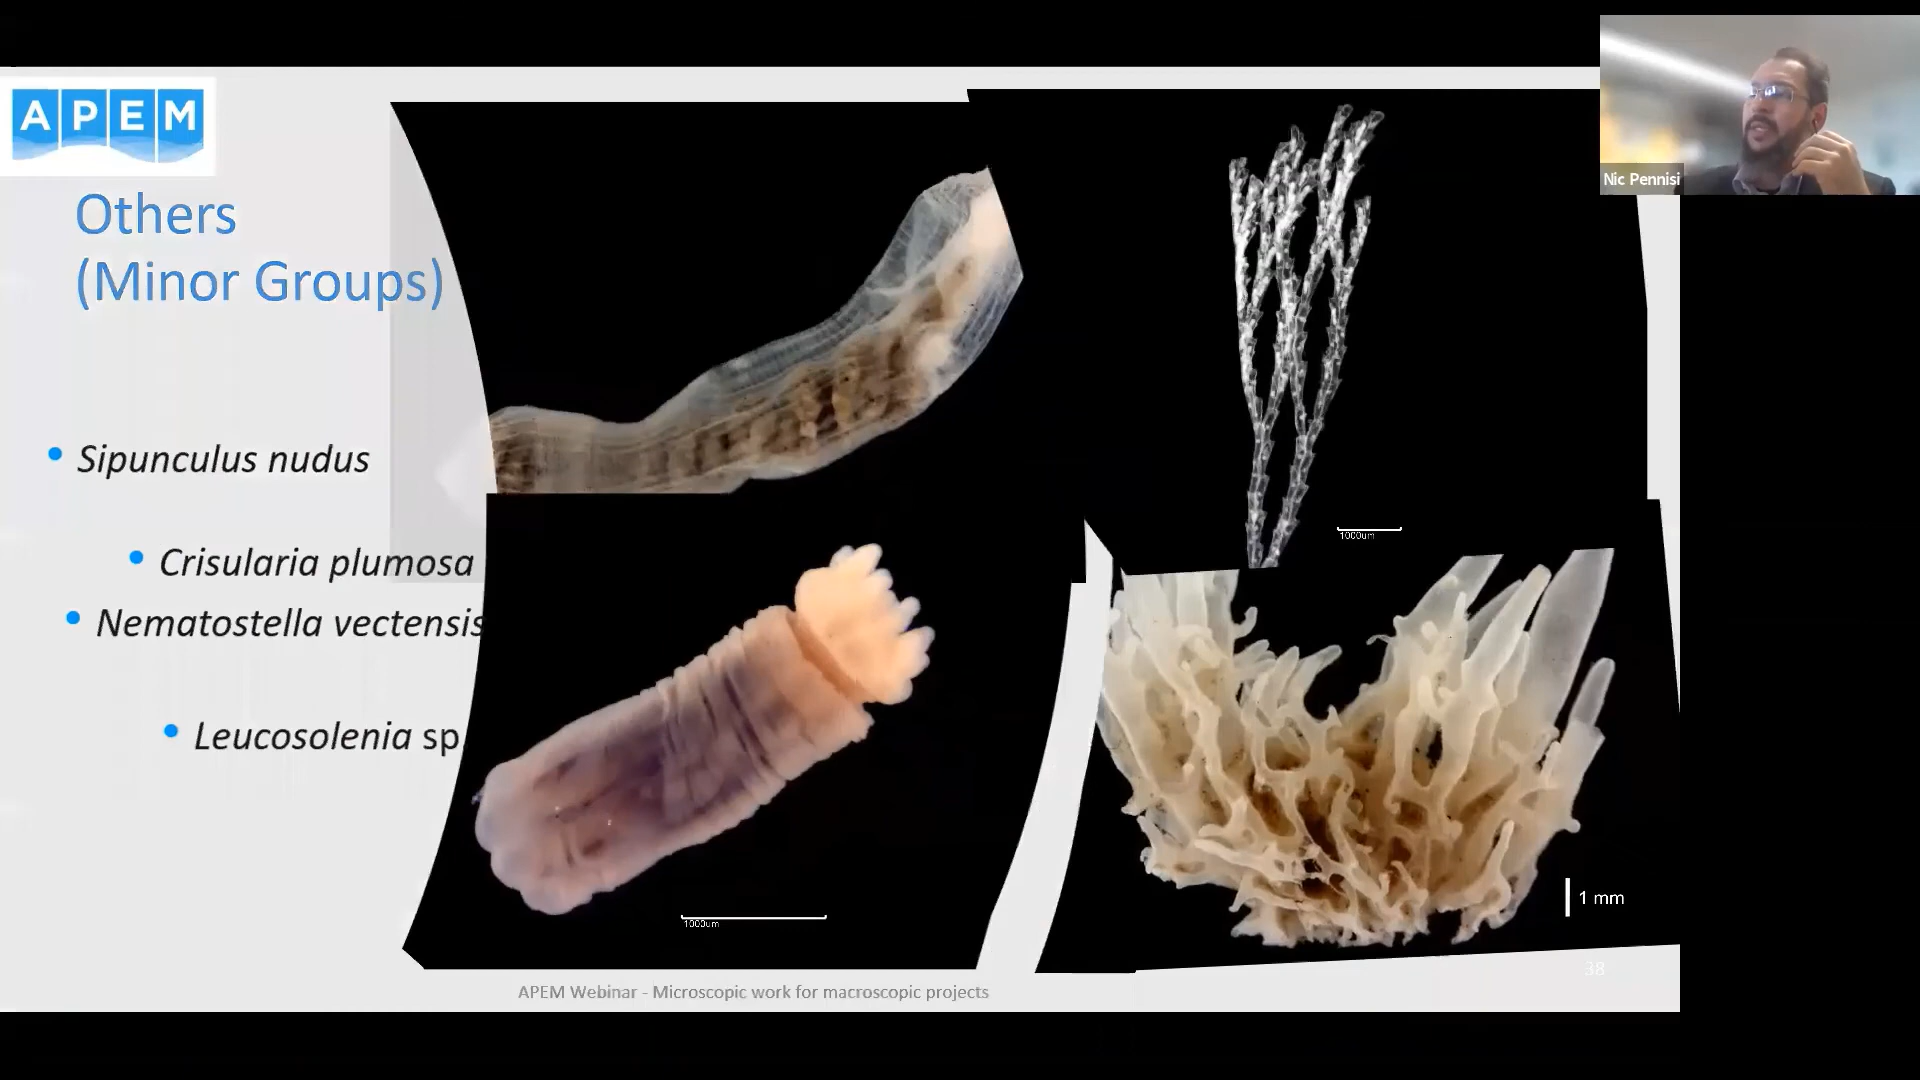 APEM
Nic Pennisi
Others
(Minor Groups)
Sipunculus nudus
Crisularia plumosa
Nematostella vectensis
Leucosolenia sp
1000um
1000um
1 mm
38
APEM Webinar - Microscopic work for macroscopic projects